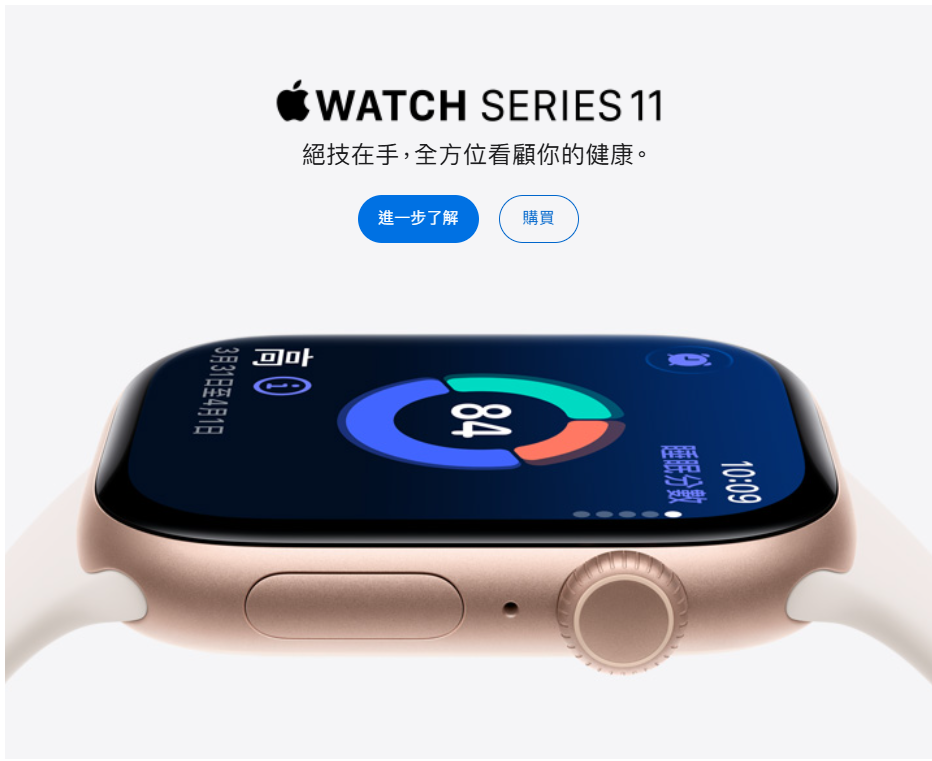 WATCH SERIES 11
絕技在手，全方位看顧你的健康。
進一步了解
購買
10:09
睡眠分數
84
高
3月31日至4月1日